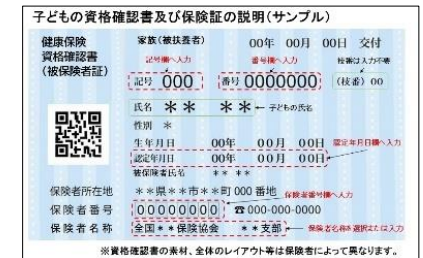 子どもの資格確認書及び保険証の説明(サンプル)
健康保険
資格確認書
(被保険者証)
家族(被扶養者)
00年 00月 00日 交付
記号欄へ入力
番号欄へ入力
枝番は入力不要
記号 000
番号 0000000
(枝番) 00
氏名 ** ** ← 子どもの氏名
性別 *
生年月日 00年 00月 00日
認定年月日欄へ入力
認定年月日 00年 00月 00日
被保険者氏名 ** **
保険者所在地 **県**市**町 000 番地
保険者番号欄へ入力
保険者番号 00000000 ☎000-000-0000
保険者名称 全国**保険協会 **支部 ← 保険者名称を選択または入力
※資格確認書の素材、全体のレイアウト等は保険者によって異なります。